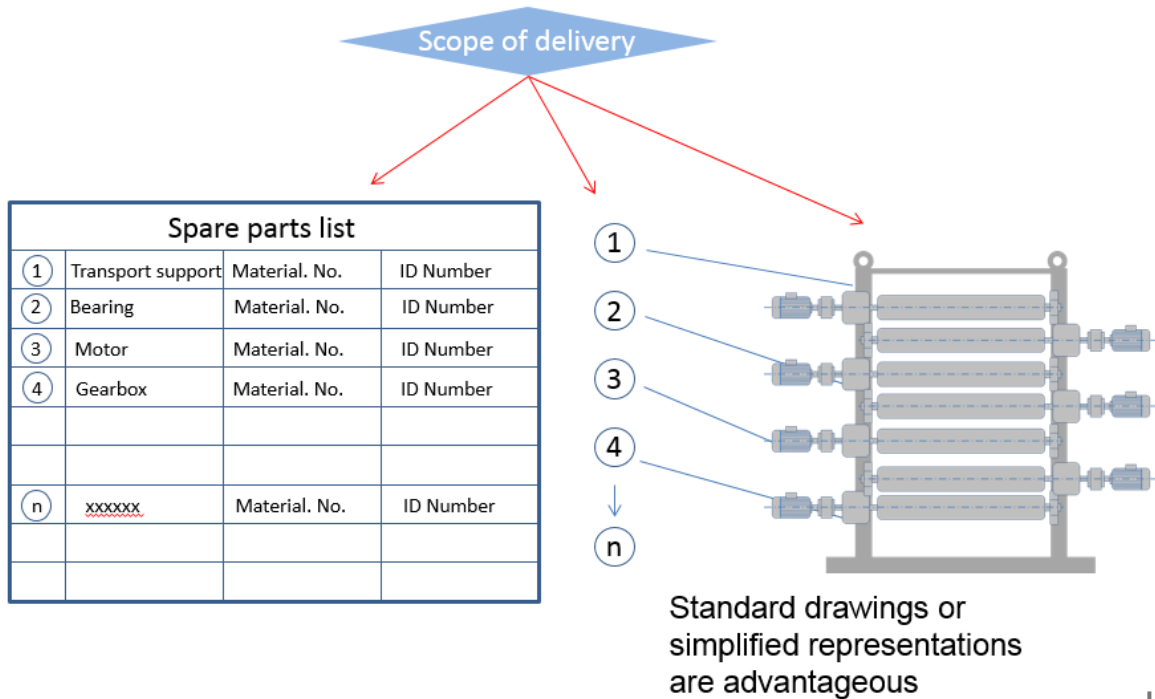 Scope of delivery
Spare parts list
1 Transport support Material. No. ID Number
2 Bearing Material. No. ID Number
3 Motor Material. No. ID Number
4 Gearbox Material. No. ID Number
n xxxxxx Material. No. ID Number
1
2
3
4
n
Standard drawings or
simplified representations
are advantageous